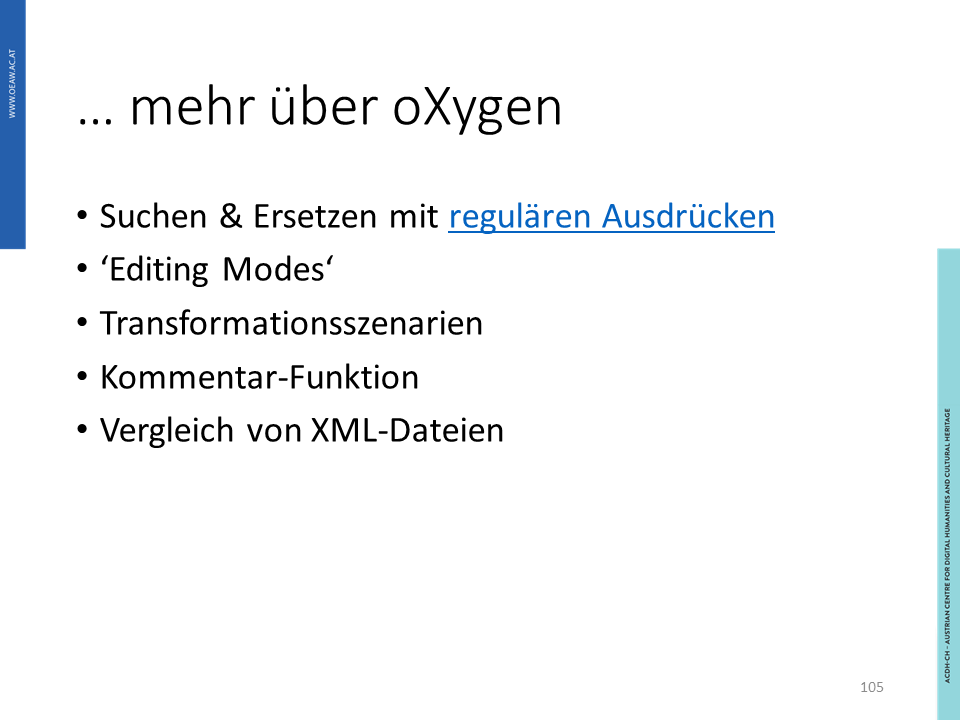 WWW.OEAW.AC.AT
... mehr über oXygen
• Suchen & Ersetzen mit regulären Ausdrücken
• ‘Editing Modes‘
• Transformationsszenarien
• Kommentar-Funktion
• Vergleich von XML-Dateien
ACDH-CH – AUSTRIAN CENTRE FOR DIGITAL HUMANITIES AND CULTURAL HERITAGE
105